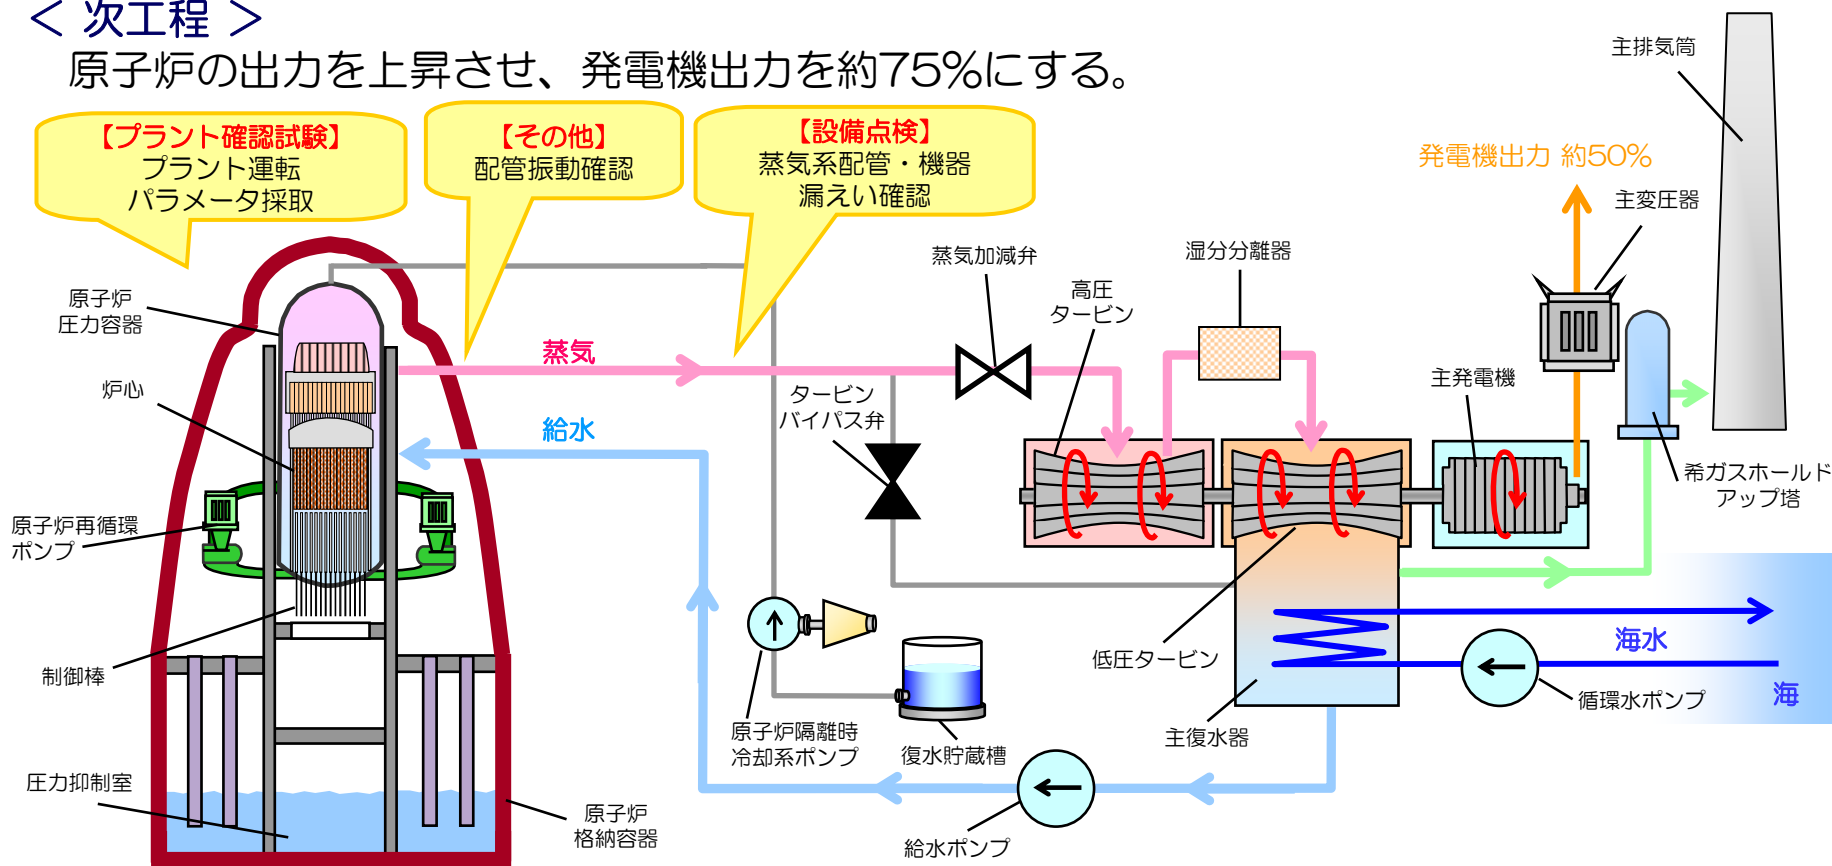 ＜ 次工程 ＞
原子炉の出力を上昇させ、発電機出力を約75%にする。
【プラント確認試験】
プラント運転
パラメータ採取
【その他】
配管振動確認
【設備点検】
蒸気系配管・機器
漏えい確認
主排気筒
発電機出力 約50%
主変圧器
蒸気加減弁
湿分分離器
高圧
タービン
原子炉
圧力容器
蒸気
炉心
タービン
バイパス弁
主発電機
給水
希ガスホールド
アップ塔
原子炉再循環
ポンプ
制御棒
低圧タービン
海水
海
循環水ポンプ
原子炉隔離時
冷却系ポンプ
復水貯蔵槽
主復水器
圧力抑制室
原子炉
格納容器
給水ポンプ